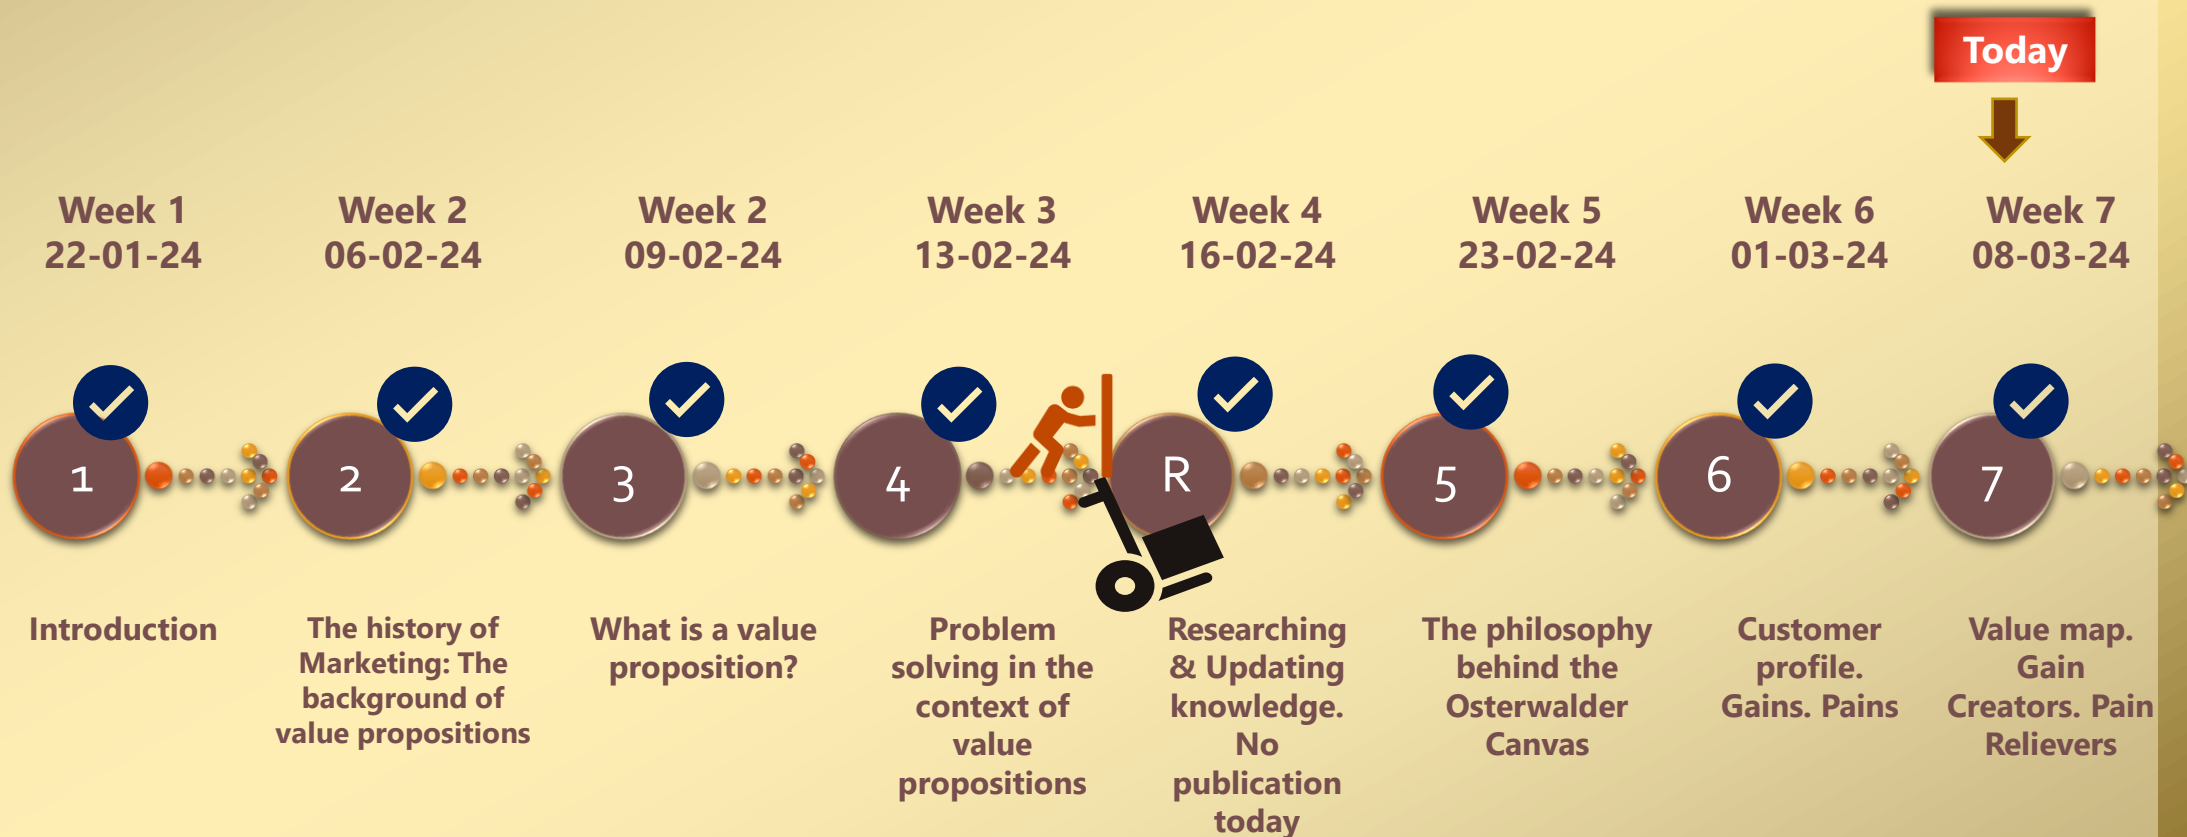 Today
Week 1
22-01-24
Week 2
06-02-24
Week 2
09-02-24
Week 3
13-02-24
Week 4
16-02-24
Week 5
23-02-24
Week 6
01-03-24
Week 7
08-03-24
1
2
3
4
R
5
6
7
Introduction
The history of
Marketing: The
background of
value propositions
What is a value
proposition?
Problem
solving in the
context of
value
propositions
Researching
& Updating
knowledge.
No
publication
today
The philosophy
behind the
Osterwalder
Canvas
Customer
profile.
Gains. Pains
Value map.
Gain
Creators. Pain
Relievers